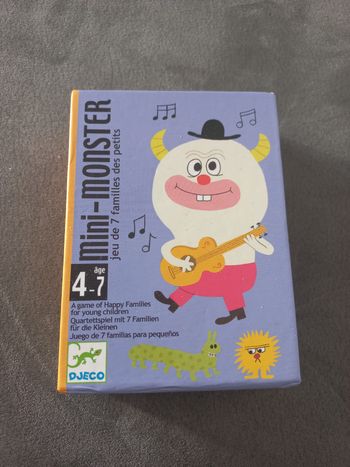 mini-MONSTER
jeu de 7 familles des petits
âge
4-7
A game of Happy Families
for young children
Quartettspiel mit 7 Familien
für die Kleinen
Juego de 7 familias para pequeños
DJECO